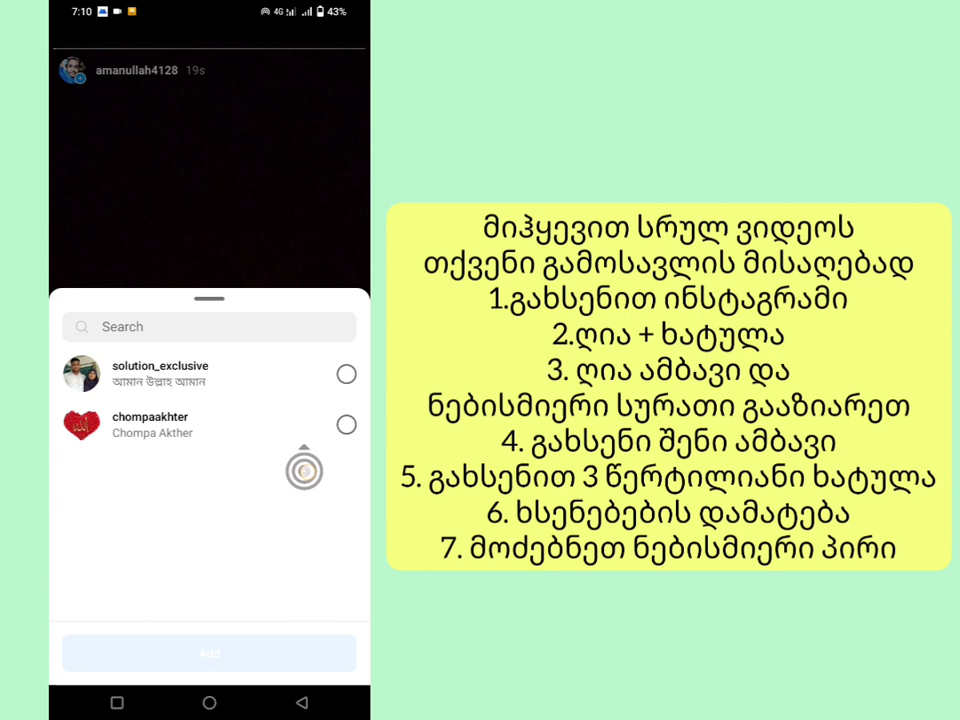 7:10
4G
43%
amanullah4128 19s
Search
solution_exclusive
আমান উল্লাহ আমান
chompaakhter
Chompa Akther
Add
მიჰყევით სრულ ვიდეოს
თქვენი გამოსავლის მისაღებად
1.გახსენით ინსტაგრამი
2.ღია + ხატულა
3. ღია ამბავი და
ნებისმიერი სურათი გააზიარეთ
4. გახსენი შენი ამბავი
5. გახსენით 3 წერტილიანი ხატულა
6. ხსენებების დამატება
7. მოძებნეთ ნებისმიერი პირი